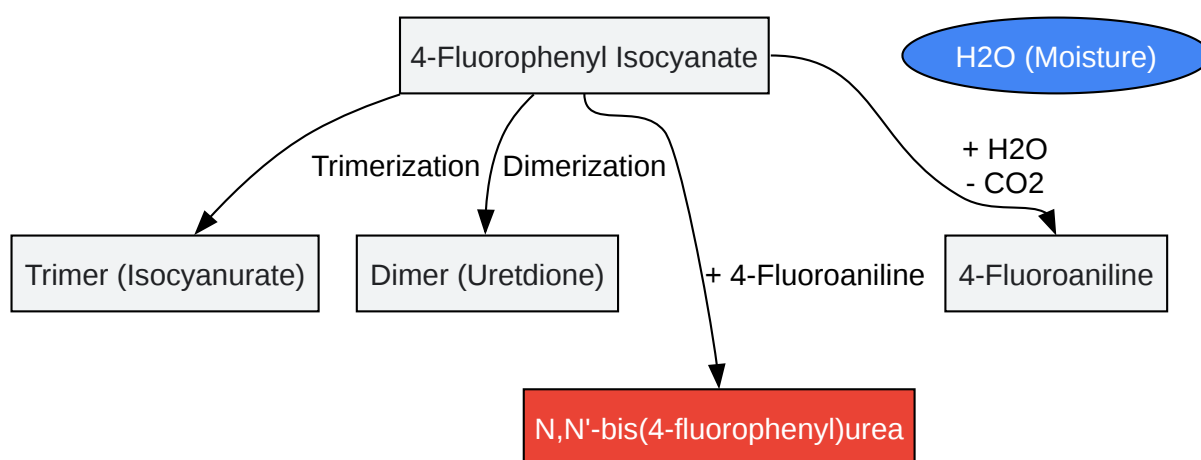 4-Fluorophenyl Isocyanate
H2O (Moisture)
+ H2O
- CO2
Trimerization
Dimerization
Trimer (Isocyanurate)
Dimer (Uretdione)
+ 4-Fluoroaniline
4-Fluoroaniline
N,N'-bis(4-fluorophenyl)urea